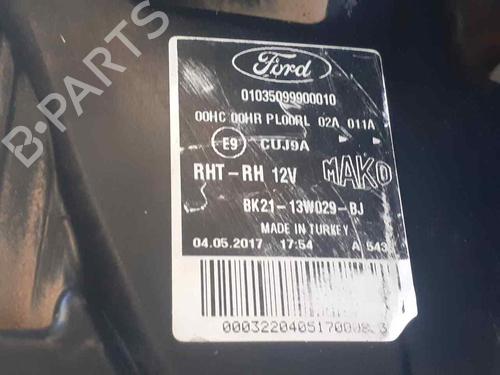 Ford
01035099900010
00HC 00HR PL00RL 02A 011A
E9 CUJ9A
RHT-RH 12V MAKO
BK21-13W029-BJ
MADE IN TURKEY
04.05.2017 17:54 A 543
B-PARTS